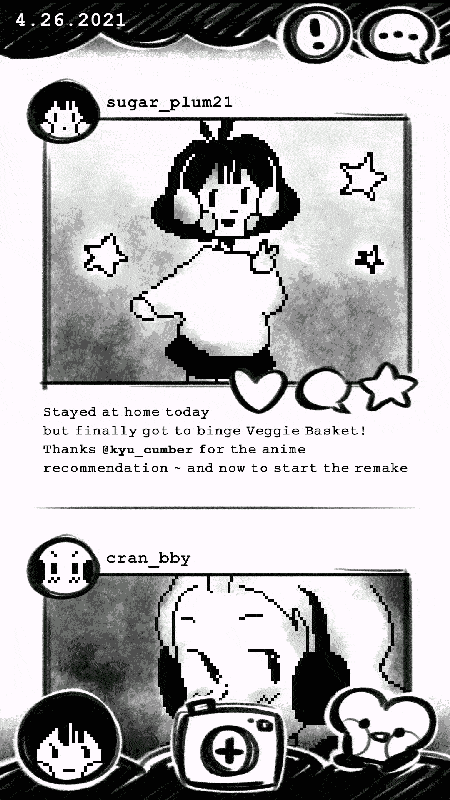 4.26.2021
sugar_plum21
Stayed at home today
but finally got to binge Veggie Basket!
Thanks @kyu_cumber for the anime
recommendation ~ and now to start the remake
cran_bby